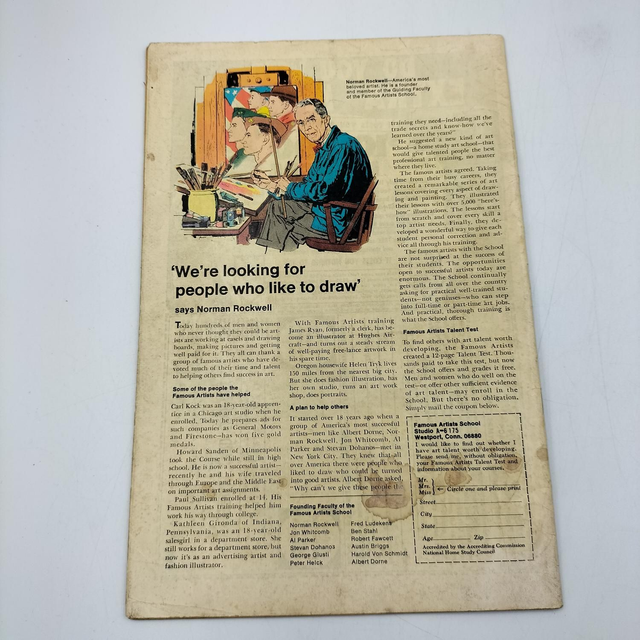 Norman Rockwell—America's most
beloved artist. He is a founder
and member of the Guiding Faculty
of the Famous Artists School.
'We're looking for
people who like to draw'
says Norman Rockwell
Today hundreds of men and women
who never thought they could be art-
ists are working at easels and drawing
boards, making pictures and getting
well paid for it. They all can thank a
group of famous artists who have de-
voted much of their time and talent
to helping others find success in art.
Some of the people the
Famous Artists have helped
Carl Kock was an 18-year-old appren-
tice in a Chicago art studio when he
enrolled. Today he prepares ads for
such companies as General Motors
and Firestone—has won five gold
medals.
Howard Sanden of Minneapolis
took the Course while still in high
school. He is now a successful artist—
recently he and his wife traveled
through Europe and the Middle East
on important art assignments.
Paul Sullivan enrolled at 14. His
Famous Artists training helped him
work his way through college.
Kathleen Gironda of Indiana,
Pennsylvania, was an 18-year-old
salesgirl in a department store. She
still works for a department store, but
now it's as an advertising artist and
fashion illustrator.
With Famous Artists training
James Ryan, formerly a clerk, has be-
come an illustrator at Hughes Air-
craft—and turns out a steady stream
of well-paying free-lance artwork in
his spare time.
Oregon housewife Helen Tryk lives
150 miles from the nearest big city.
But she does fashion illustration, has
her own studio, runs an art work
shop, does portraits.
A plan to help others
It started over 18 years ago when a
group of America's most successful
artists—men like Albert Dorne, Nor-
man Rockwell, Jon Whitcomb, Al
Parker and Stevan Dohanos—met in
New York City. They knew that all
over America there were people who
liked to draw who could be turned
into good artists. Albert Dorne asked,
"Why can't we give these people the
Founding Faculty of the
Famous Artists School
Norman Rockwell
Jon Whitcomb
Al Parker
Stevan Dohanos
George Giusti
Peter Helck
Fred Ludekens
Ben Stahl
Robert Fawcett
Austin Briggs
Harold Von Schmidt
Albert Dorne
training they need—including all the
trade secrets and know-how we've
learned over the years?"
He suggested a new kind of art
school—a home study art school—that
would give talented people the best
professional art training, no matter
where they live.
The famous artists agreed. Taking
time from their busy careers, they
created a remarkable series of art
lessons covering every aspect of draw-
ing and painting. They illustrated
their lessons with over 5,000 "here's-
how" illustrations. The lessons start
from scratch and cover every skill a
top artist needs. Finally, they de-
veloped a wonderful way to give each
student personal correction and ad-
vice all through his training.
The famous artists with the School
are not surprised at the success of
their students. The opportunities
open to successful artists today are
enormous. The School continually
gets calls from all over the country
asking for practical well-trained stu-
dents—not geniuses—who can step
into full-time or part-time art jobs.
And practical, thorough training is
what the School offers.
Famous Artists Talent Test
To find others with art talent worth
developing, the Famous Artists
created a 12-page Talent Test. Thou-
sands paid to take this test, but now
the School offers and grades it free.
Men and women who do well on the
test—or offer other sufficient evidence
of art talent—may enroll in the
School. But there's no obligation.
Simply mail the coupon below.
Famous Artists School
Studio
Westport, Conn. 06880
I would like to find out whether I
have art talent worth developing.
Please send me, without obligation,
your Famous Artists Talent Test and
information about your courses.
Mr.
Mrs. Circle one and please print
Miss
Street
City
State
Age Zip
Accredited by the Accrediting Commission
National Home Study Council